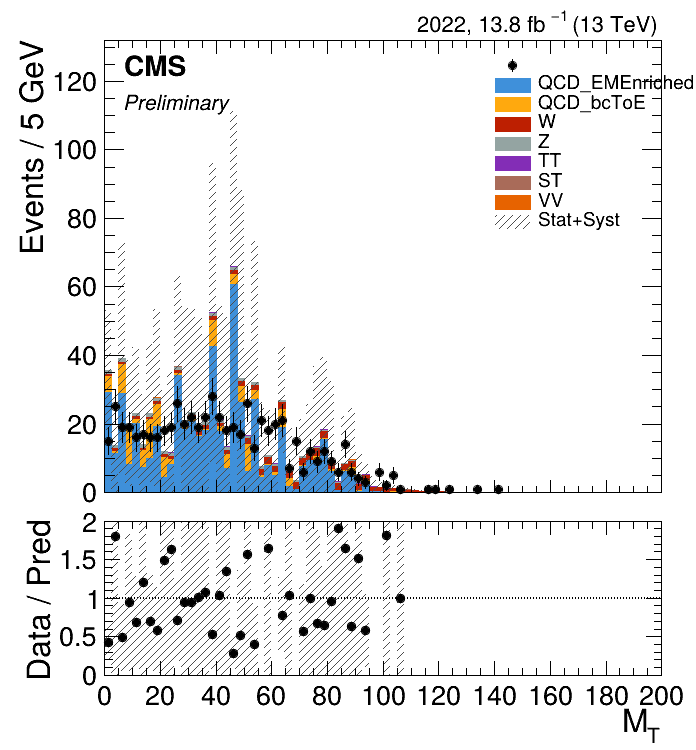 2022, 13.8 fb⁻¹ (13 TeV)
Events / 5 GeV
CMS
Preliminary
QCD_EMEnriched
QCD_bcToE
W
Z
TT
ST
VV
Stat+Syst
120
100
80
60
40
20
0
Data / Pred
2
1.5
1
0.5
0
0 20 40 60 80 100 120 140 160 180 200
M_T